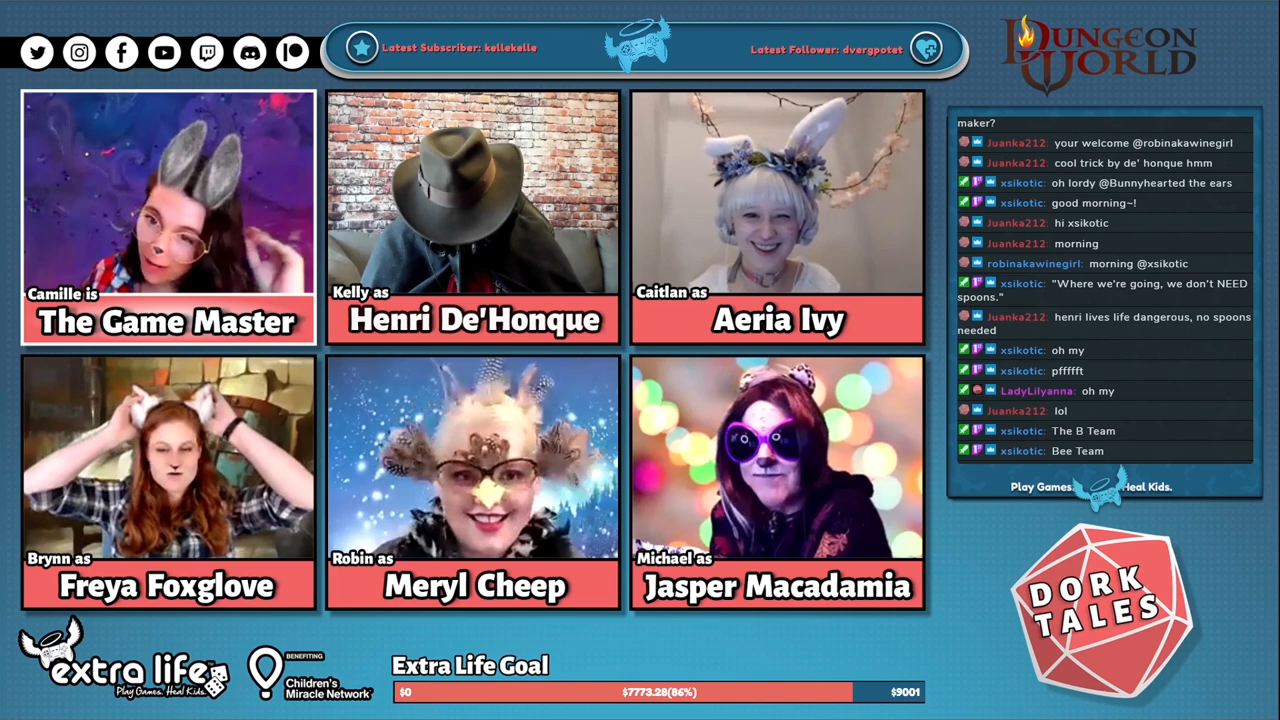 Latest Subscriber: kellekelle
Latest Follower: dvergpotet
DUNGEON
WORLD
Camille is
The Game Master
Kelly as
Henri De'Honque
Caitlan as
Aeria Ivy
Brynn as
Freya Foxglove
Robin as
Meryl Cheep
Michael as
Jasper Macadamia
maker?
Juanka212: your welcome @robinakawinegirl
Juanka212: cool trick by de' honque hmm
xsikotic: oh lordy @Bunnyhearted the ears
xsikotic: good morning~!
Juanka212: hi xsikotic
Juanka212: morning
robinakawinegirl: morning @xsikotic
xsikotic: "Where we're going, we don't NEED
spoons."
Juanka212: henri lives life dangerous, no spoons
needed
xsikotic: oh my
xsikotic: pffffft
LadyLilyanna: oh my
Juanka212: lol
xsikotic: The B Team
xsikotic: Bee Team
Play Games. Heal Kids.
DORK
TALES
extra life
Play Games. Heal Kids.
BENEFITING
Children's
Miracle Network
Extra Life Goal
$0 $7773.28(86%) $9001